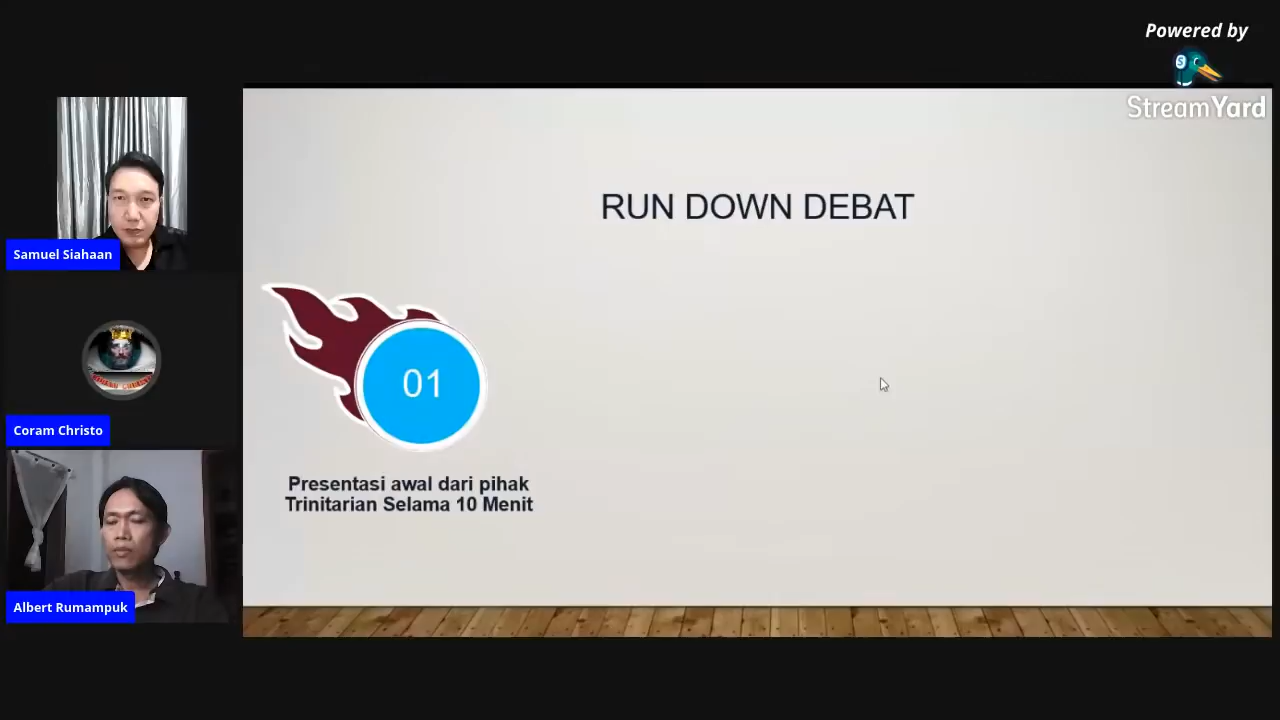 Powered by
StreamYard
Samuel Siahaan
Coram Christo
Albert Rumampuk
RUN DOWN DEBAT
01
Presentasi awal dari pihak
Trinitarian Selama 10 Menit